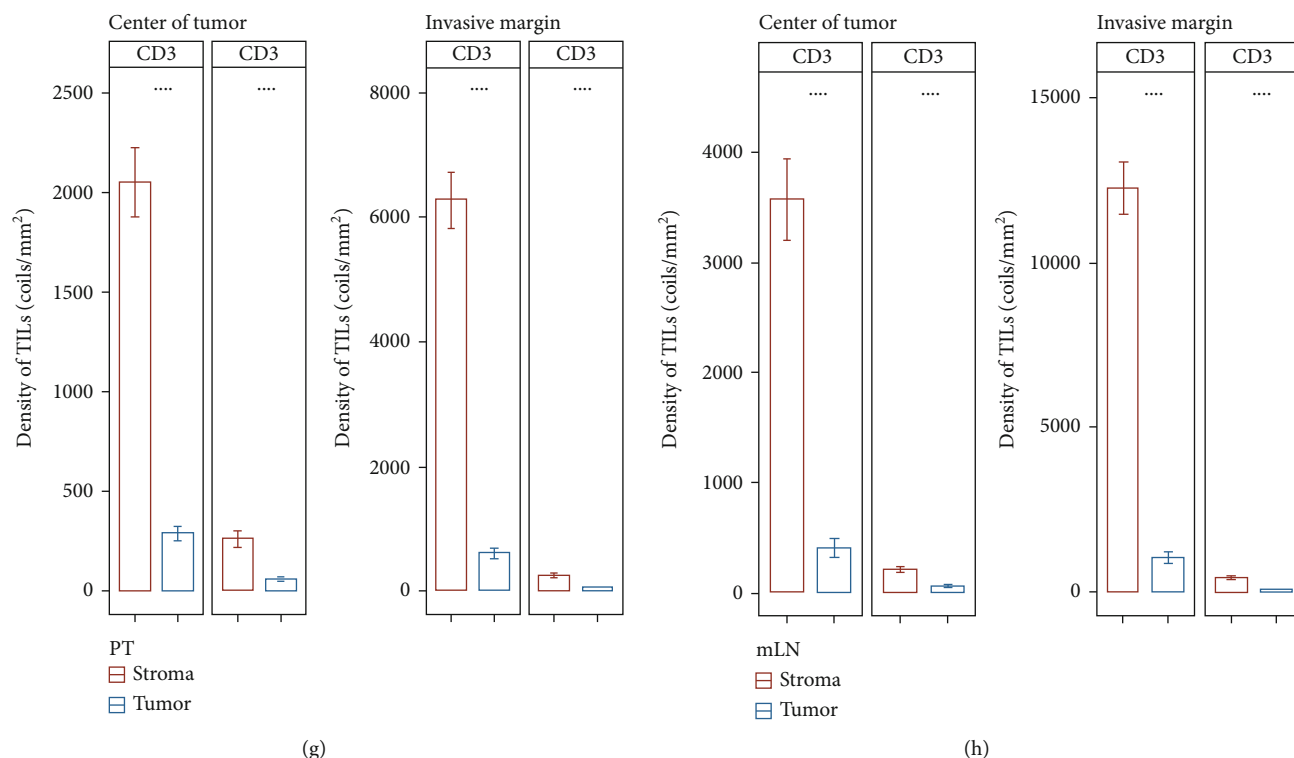 Center of tumor
CD3
CD3
....
....
2500
2000
1500
1000
500
0
Density of TILs (coils/mm²)
Invasive margin
CD3
CD3
....
....
8000
6000
4000
2000
0
Density of TILs (coils/mm²)
PT
Stroma
Tumor
(g)
Center of tumor
CD3
CD3
....
....
4000
3000
2000
1000
0
Density of TILs (coils/mm²)
Invasive margin
CD3
CD3
....
....
15000
10000
5000
0
Density of TILs (coils/mm²)
mLN
Stroma
Tumor
(h)